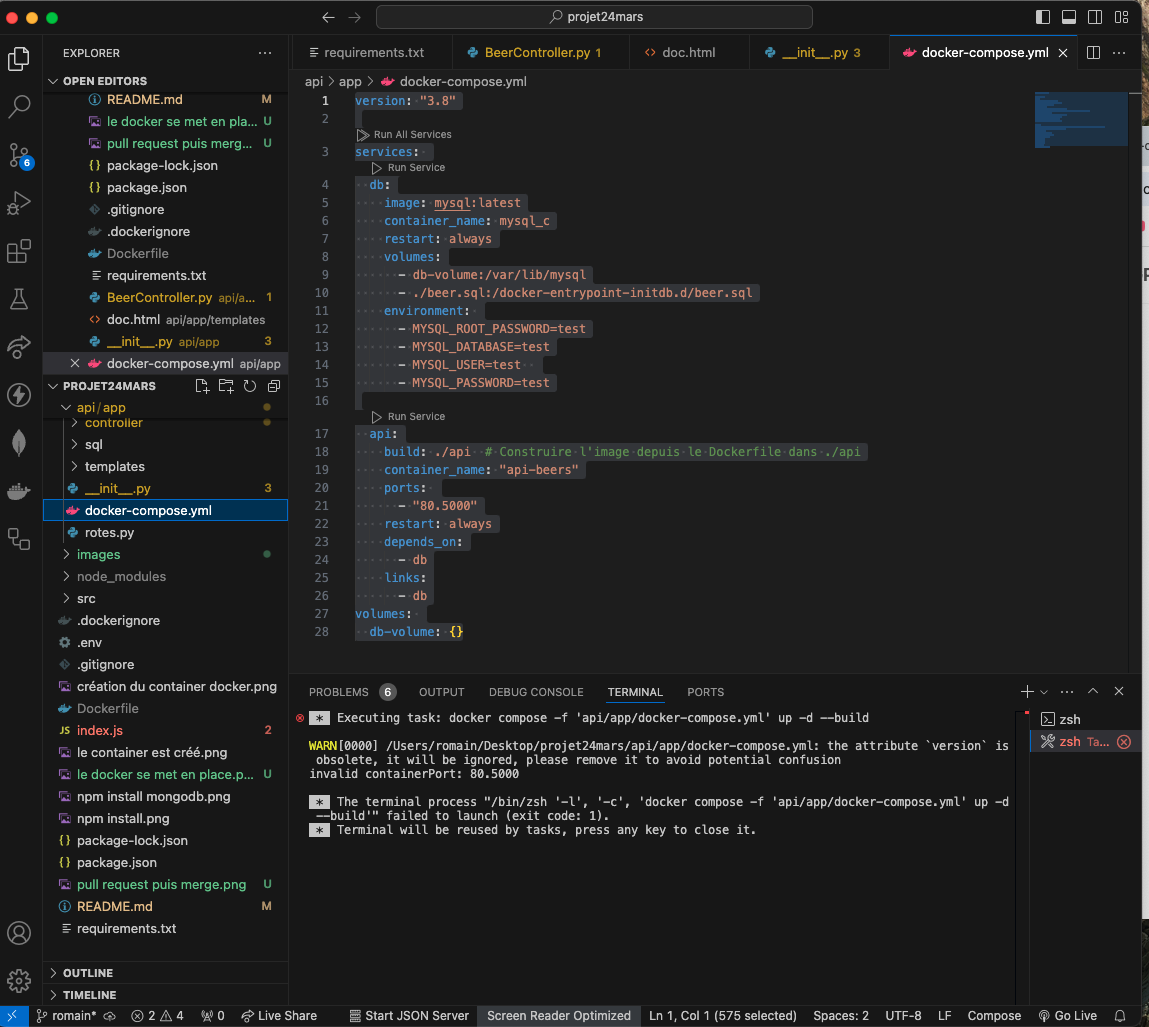 projet24mars
EXPLORER
requirements.txt
BeerController.py 1
doc.html
__init__.py 3
docker-compose.yml
OPEN EDITORS
README.md M
le docker se met en pla... U
pull request puis merg... U
package-lock.json
package.json
.gitignore
.dockerignore
Dockerfile
requirements.txt
BeerController.py api/a... 1
doc.html api/app/templates
__init__.py api/app 3
docker-compose.yml api/app
PROJET24MARS
api/app
controller
sql
templates
__init__.py 3
docker-compose.yml
rotes.py
images
node_modules
src
.dockerignore
.env
.gitignore
création du container docker.png
Dockerfile
JS index.js 2
le container est créé.png
le docker se met en place.p... U
npm install mongodb.png
npm install.png
package-lock.json
package.json
pull request puis merge.png U
README.md M
requirements.txt
OUTLINE
TIMELINE
6
api > app > docker-compose.yml
1 version: "3.8"
2
Run All Services
3 services:
Run Service
4 db:
5 image: mysql:latest
6 container_name: mysql_c
7 restart: always
8 volumes:
9 - db-volume:/var/lib/mysql
10 - ./beer.sql:/docker-entrypoint-initdb.d/beer.sql
11 environment:
12 - MYSQL_ROOT_PASSWORD=test
13 - MYSQL_DATABASE=test
14 - MYSQL_USER=test
15 - MYSQL_PASSWORD=test
16
Run Service
17 api:
18 build: ./api # Construire l'image depuis le Dockerfile dans ./api
19 container_name: "api-beers"
20 ports:
21 - "80.5000"
22 restart: always
23 depends_on:
24 - db
25 links:
26 - db
27 volumes:
28 db-volume: {}
PROBLEMS 6 OUTPUT DEBUG CONSOLE TERMINAL PORTS
* Executing task: docker compose -f 'api/app/docker-compose.yml' up -d --build
WARN[0000] /Users/romain/Desktop/projet24mars/api/app/docker-compose.yml: the attribute `version` is
obsolete, it will be ignored, please remove it to avoid potential confusion
invalid containerPort: 80.5000
* The terminal process "/bin/zsh '-l', '-c', 'docker compose -f 'api/app/docker-compose.yml' up -d
--build'" failed to launch (exit code: 1).
* Terminal will be reused by tasks, press any key to close it.
zsh
zsh Ta...
romain* 2 4 0 Live Share Start JSON Server Screen Reader Optimized Ln 1, Col 1 (575 selected) Spaces: 2 UTF-8 LF Compose Go Live